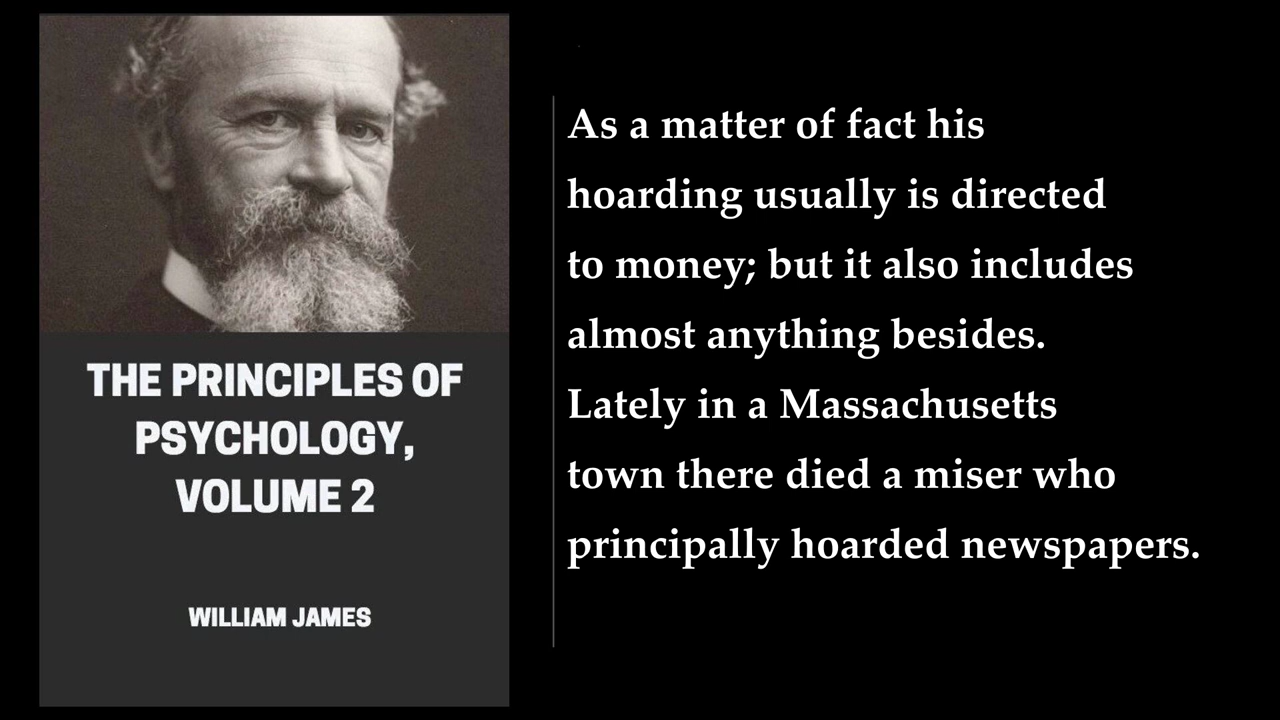 THE PRINCIPLES OF
PSYCHOLOGY,
VOLUME 2
WILLIAM JAMES
As a matter of fact his
hoarding usually is directed
to money; but it also includes
almost anything besides.
Lately in a Massachusetts
town there died a miser who
principally hoarded newspapers.